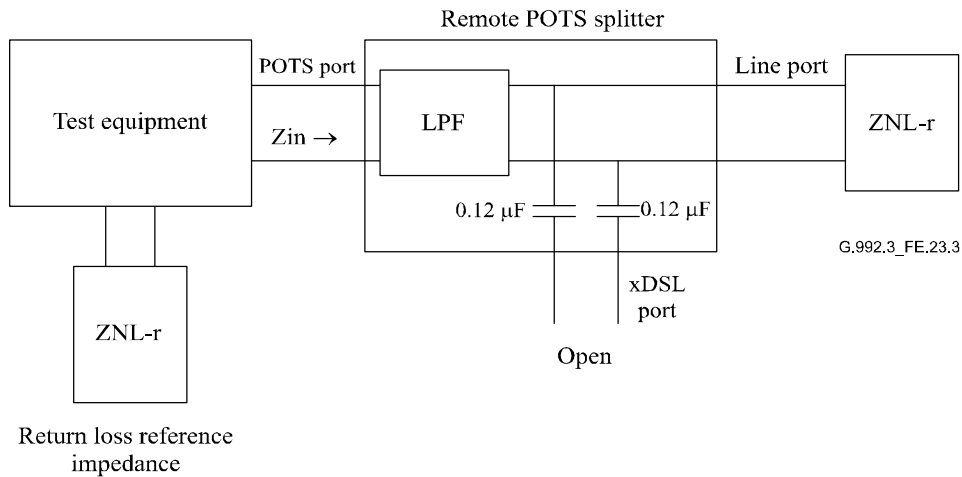 Remote POTS splitter
Test equipment
POTS port
Zin →
LPF
Line port
ZNL-r
0.12 μF
0.12 μF
G.992.3_FE.23.3
xDSL
port
Open
ZNL-r
Return loss reference
impedance